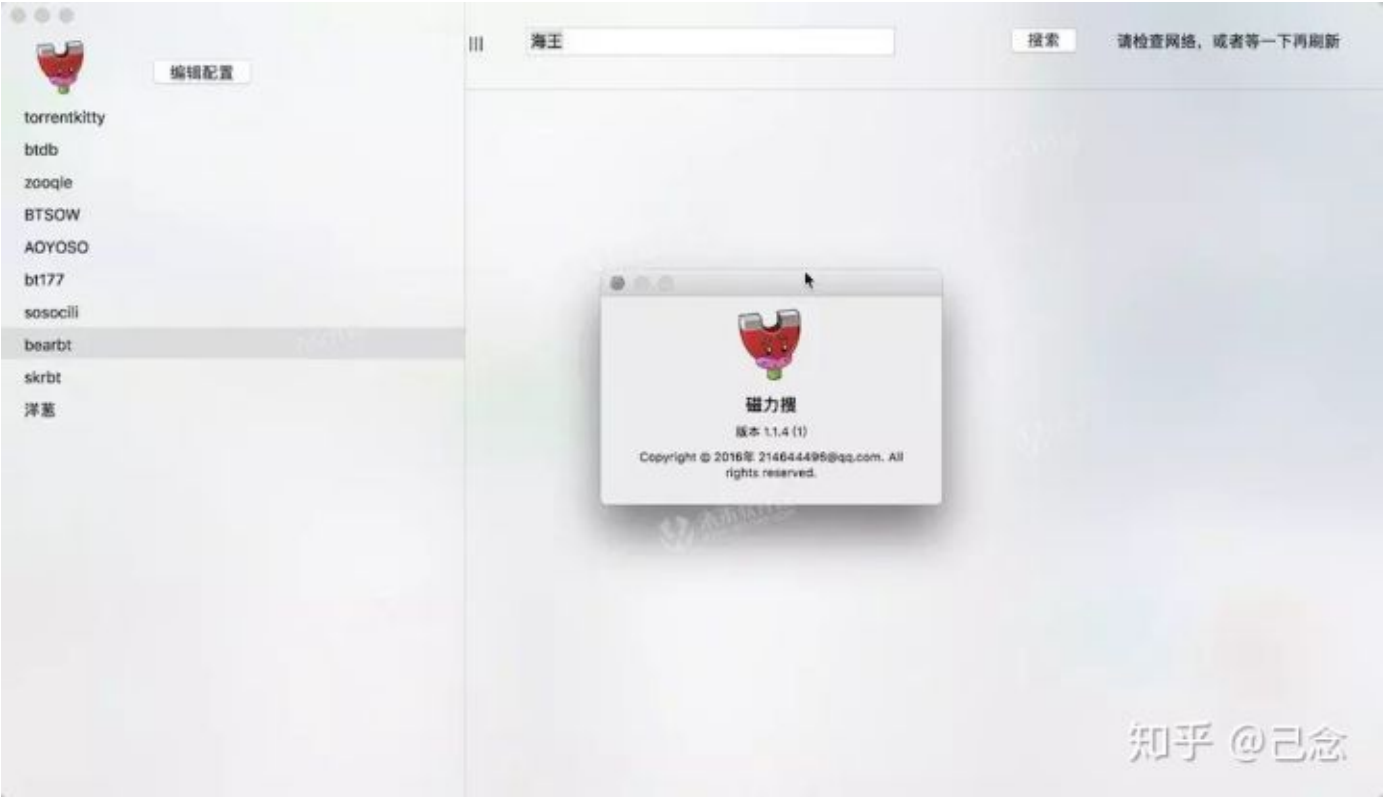 海王
搜索
请检查网络，或者等一下再刷新
编辑配置
torrentkitty
btdb
zooqle
BTSOW
AOYOSO
bt177
sosocili
bearbt
skrbt
洋葱
磁力搜
版本 1.1.4 (1)
Copyright © 2016年 214644496@qq.com. All
rights reserved.
知乎 @己念